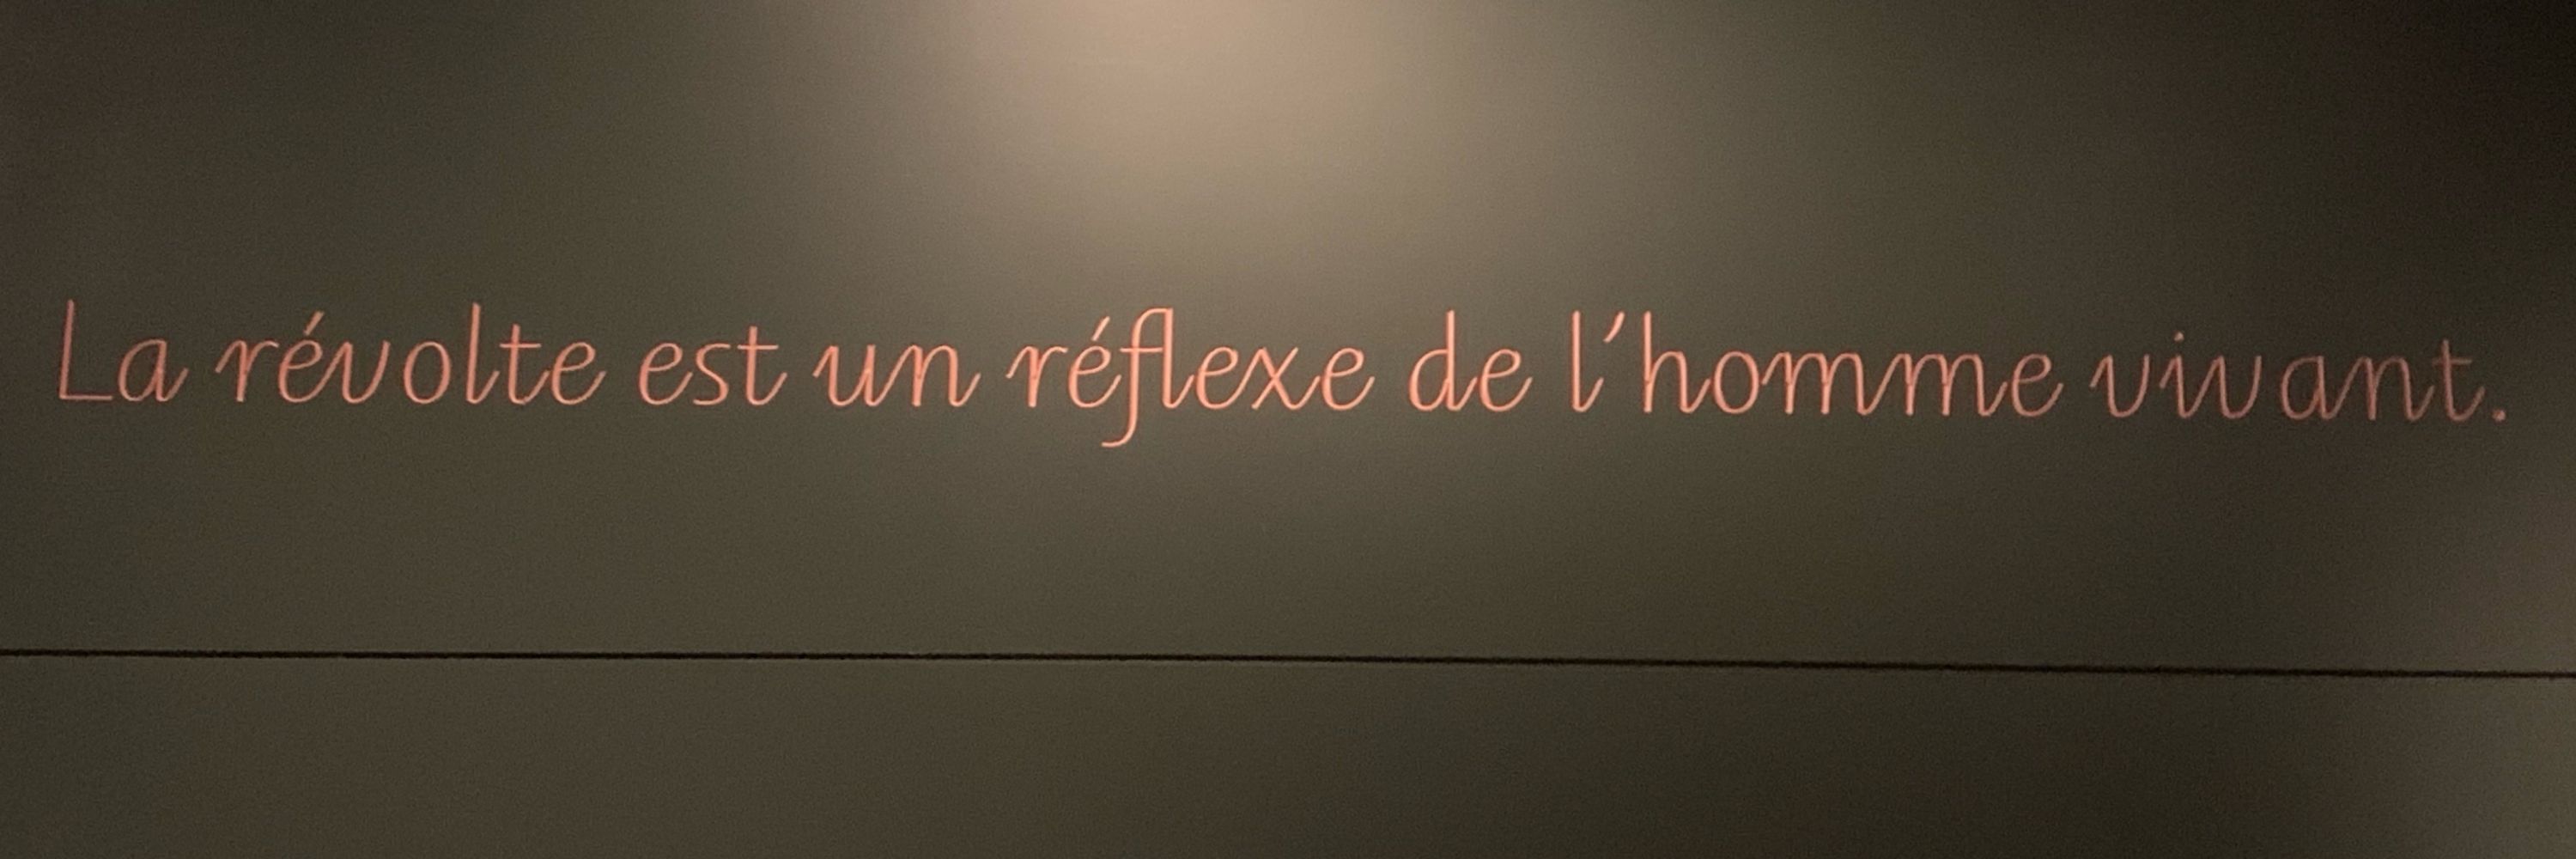 La révolte est un réflexe de l'homme vivant.